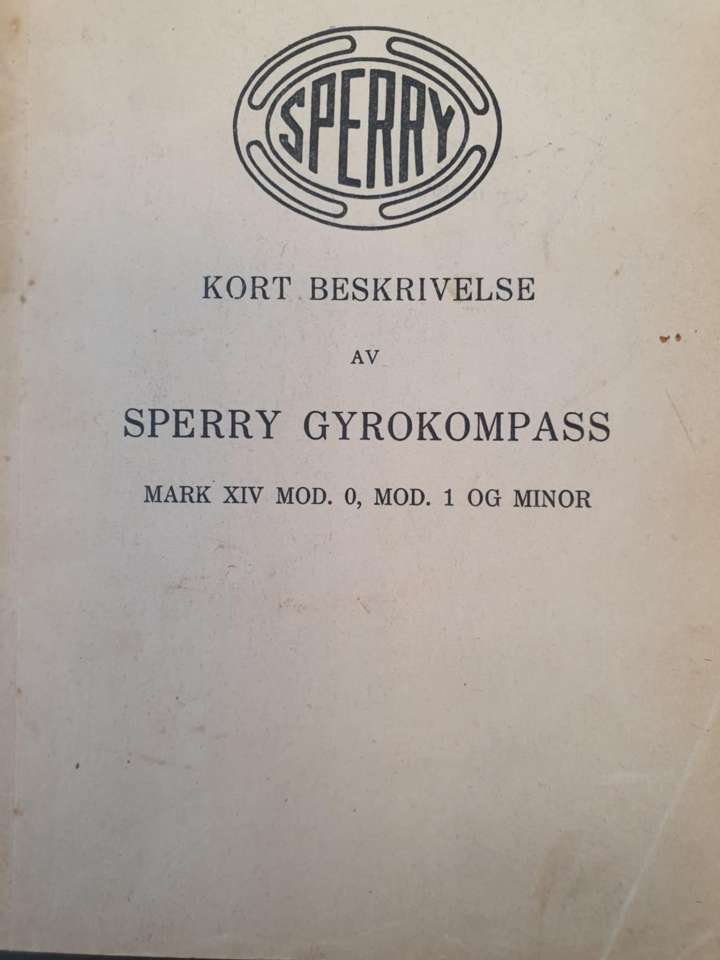 SPERRY
KORT BESKRIVELSE
AV
SPERRY GYROKOMPASS
MARK XIV MOD. 0, MOD. 1 OG MINOR